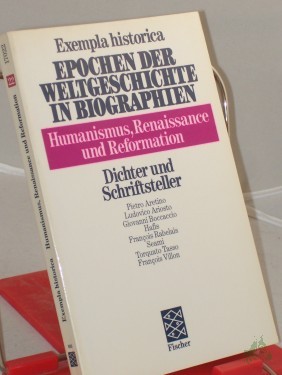 Exempla historica
EPOCHEN DER
WELTGESCHICHTE
IN BIOGRAPHIEN
Humanismus, Renaissance
und Reformation
Dichter und
Schriftsteller
Pietro Aretino
Ludovico Ariosto
Giovanni Boccaccio
Hafis
François Rabelais
Seami
Torquato Tasso
François Villon
Fischer
Exempla historica Humanismus, Renaissance und Reformation